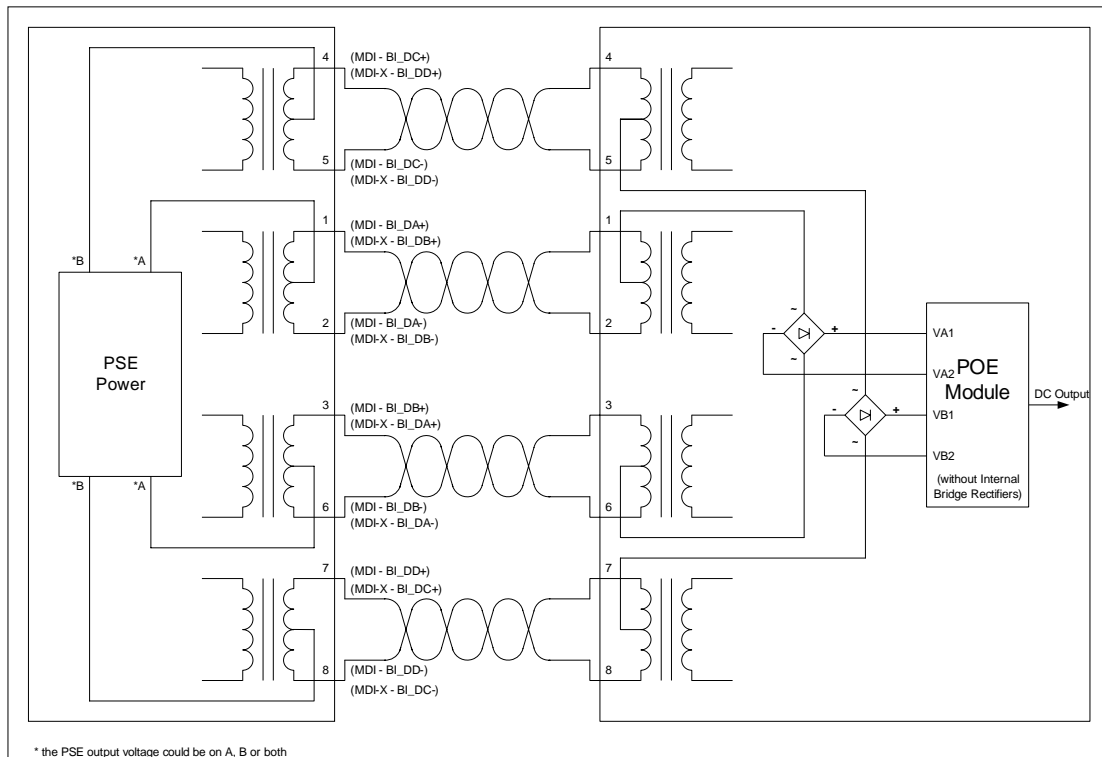 4
(MDI - BI_DC+)
(MDI-X - BI_DD+)
4
5
(MDI - BI_DC-)
(MDI-X - BI_DD-)
5
1
(MDI - BI_DA+)
(MDI-X - BI_DB+)
1
*B
*A
2
(MDI - BI_DA-)
(MDI-X - BI_DB-)
2
PSE
Power
~
-
+
~
VA1
VA2
~
-
+
~
VB1
VB2
POE
Module
(without Internal
Bridge Rectifiers)
DC Output
3
(MDI - BI_DB+)
(MDI-X - BI_DA+)
3
*B
*A
6
(MDI - BI_DB-)
(MDI-X - BI_DA-)
6
7
(MDI - BI_DD+)
(MDI-X - BI_DC+)
7
8
(MDI - BI_DD-)
(MDI-X - BI_DC-)
8
* the PSE output voltage could be on A, B or both